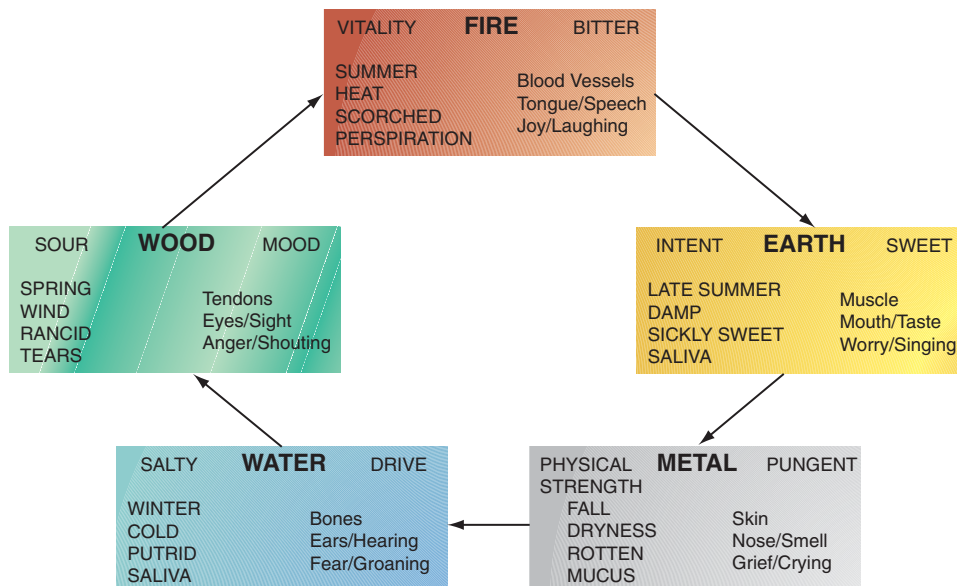 VITALITY FIRE BITTER
SUMMER
HEAT
SCORCHED
PERSPIRATION
Blood Vessels
Tongue/Speech
Joy/Laughing
SOUR WOOD MOOD
SPRING
WIND
RANCID
TEARS
Tendons
Eyes/Sight
Anger/Shouting
INTENT EARTH SWEET
LATE SUMMER
DAMP
SICKLY SWEET
SALIVA
Muscle
Mouth/Taste
Worry/Singing
SALTY WATER DRIVE
WINTER
COLD
PUTRID
SALIVA
Bones
Ears/Hearing
Fear/Groaning
PHYSICAL METAL PUNGENT
STRENGTH
FALL
DRYNESS
ROTTEN
MUCUS
Skin
Nose/Smell
Grief/Crying